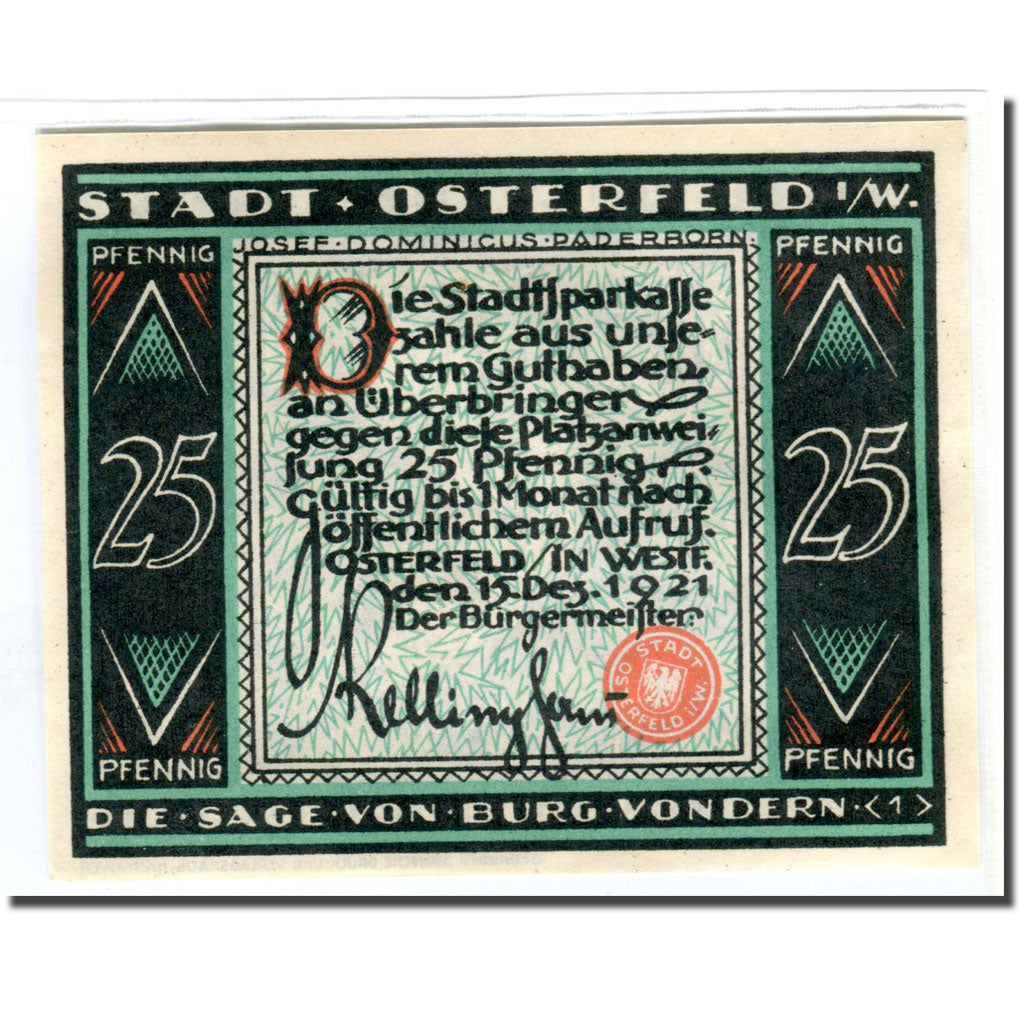 STADT · OSTERFELD I/W.
PFENNIG
JOSEF·DOMINICUS·PADERBORN.
PFENNIG
Die Stadtſparkaſſe
zahle aus unſe-
rem Guthaben,
an Überbringer
gegen dieſe Platzanwei-
ſung 25 Pfennig.
Gültig bis 1 Monat nach
öffentlichem Aufruf.
OSTERFELD, IN WESTF.
den 15. Dez. 1921
Der Bürgermeiſter:
25
25
STADT OSTERFELD I/W.
PFENNIG
PFENNIG
DIE·SAGE·VON·BURG·VONDERN·<1>